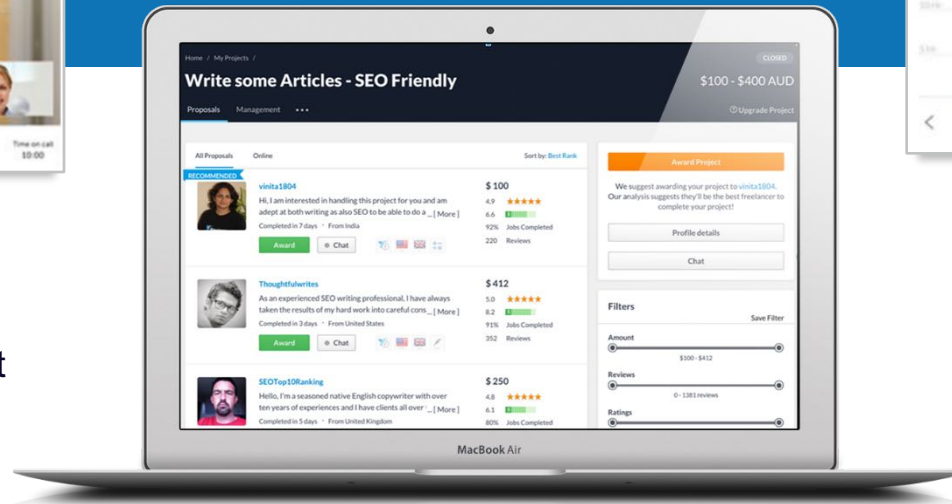 Time on call
10:00
t
Home / My Projects /
CLOSED
Write some Articles - SEO Friendly
$100 - $400 AUD
Proposals Management •••
Upgrade Project
All Proposals Online Sort by: Best Rank
RECOMMENDED
vinita1804 $ 100
Hi, I am interested in handling this project for you and am 4.9
adept at both writing as also SEO to be able to do a _ [ More ] 6.6
Completed in 7 days From India 92% Jobs Completed
Award Chat 220 Reviews
Thoughtfulwrites $ 412
As an experienced SEO writing professional, I have always 5.0
taken the results of my hard work into careful cons _ [ More ] 8.2
Completed in 3 days From United States 91% Jobs Completed
Award Chat 352 Reviews
SEOTop10Ranking $ 250
Hello, I'm a seasoned native English copywriter with over 4.8
ten years of experiences and I have clients all over _ [ More ] 6.1
Completed in 5 days From United Kingdom 80% Jobs Completed
Award Project
We suggest awarding your project to vinita1804.
Our analysis suggests they'll be the best freelancer to
complete your project!
Profile details
Chat
Filters
Save Filter
Amount
$100 - $412
Reviews
0 - 1381 reviews
Ratings
MacBook Air